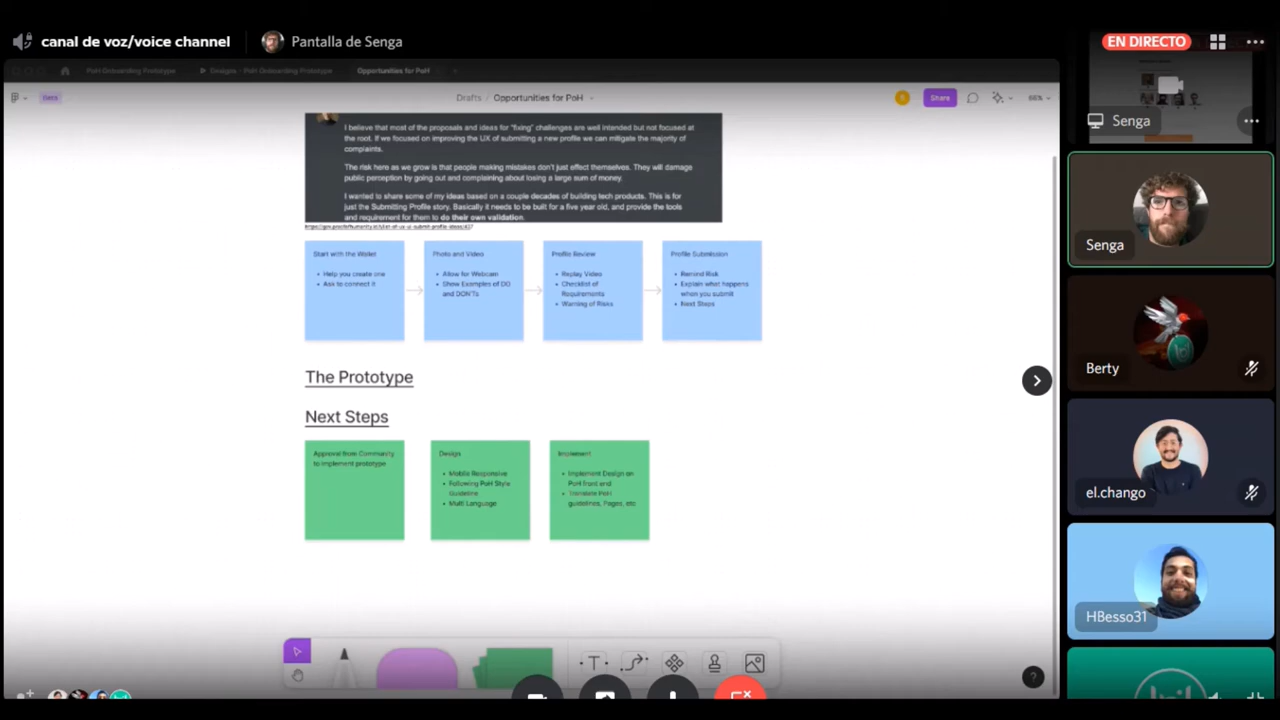 canal de voz/voice channel
Pantalla de Senga
EN DIRECTO
PoH Onboarding Prototype
Designs - PoH Onboarding Prototype
Opportunities for PoH
Drafts / Opportunities for PoH
Share
66%
I believe that most of the proposals and ideas for "fixing" challenges are well intended but not focused at
the root. If we focused on improving the UX of submitting a new profile we can mitigate the majority of
complaints.
The risk here as we grow is that people making mistakes don't just effect themselves. They will damage
public perception by going out and complaining about losing a large sum of money.
I wanted to share some of my ideas based on a couple decades of building tech products. This is for
just the Submitting Profile story. Basically it needs to be built for a five year old, and provide the tools
and requirement for them to do their own validation.
Start with the Wallet
• Help you create one
• Ask to connect it
Photo and Video
• Allow for Webcam
• Show Examples of DO
and DON'Ts
Profile Review
• Replay Video
• Checklist of
Requirements
• Warning of Risks
Profile Submission
• Remind Risk
• Explain what happens
when you submit
• Next Steps
The Prototype
Next Steps
Approval from Community
to implement prototype
Design
• Mobile Responsive
• Following PoH Style
Guideline
• Multi Language
Implement
• Implement Design on
PoH front end
• Translate PoH
guidelines, Pages, etc
T
?
Senga
Senga
Berty
el.chango
HBesso31